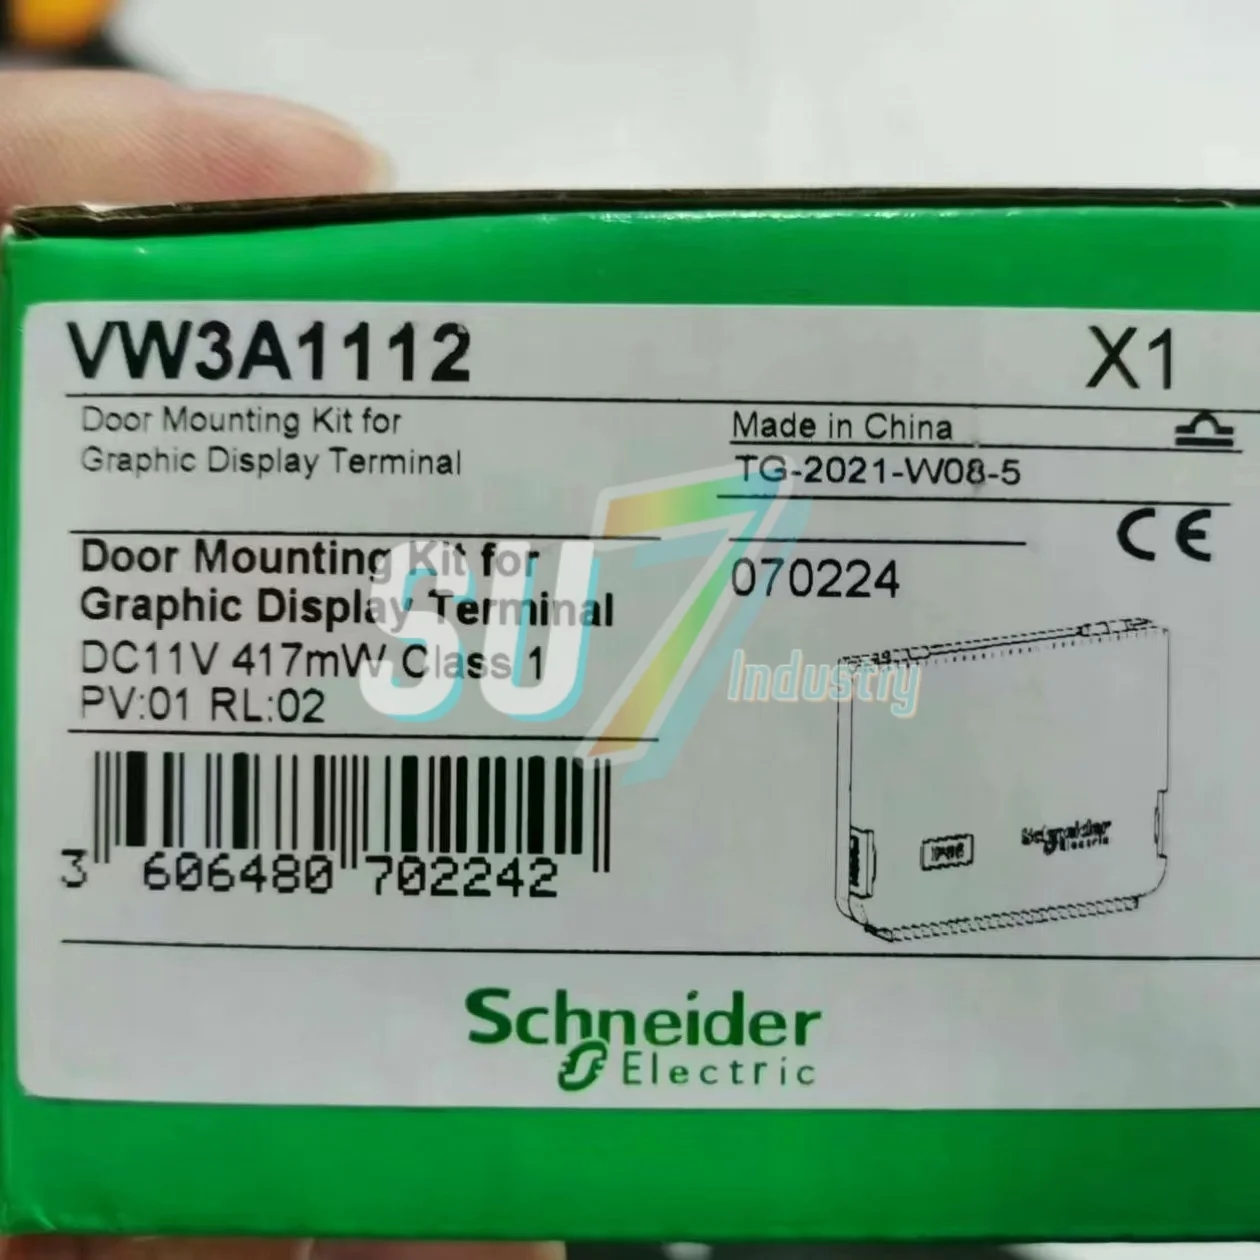 VW3A1112
X1
Door Mounting Kit for
Graphic Display Terminal
Made in China
TG-2021-W08-5
Door Mounting Kit for
Graphic Display Terminal
DC11V 417mW Class 1
PV:01 RL:02
CE
070224
SU7
Industry
Schneider
Electric
3 606480 702242
Schneider
Electric